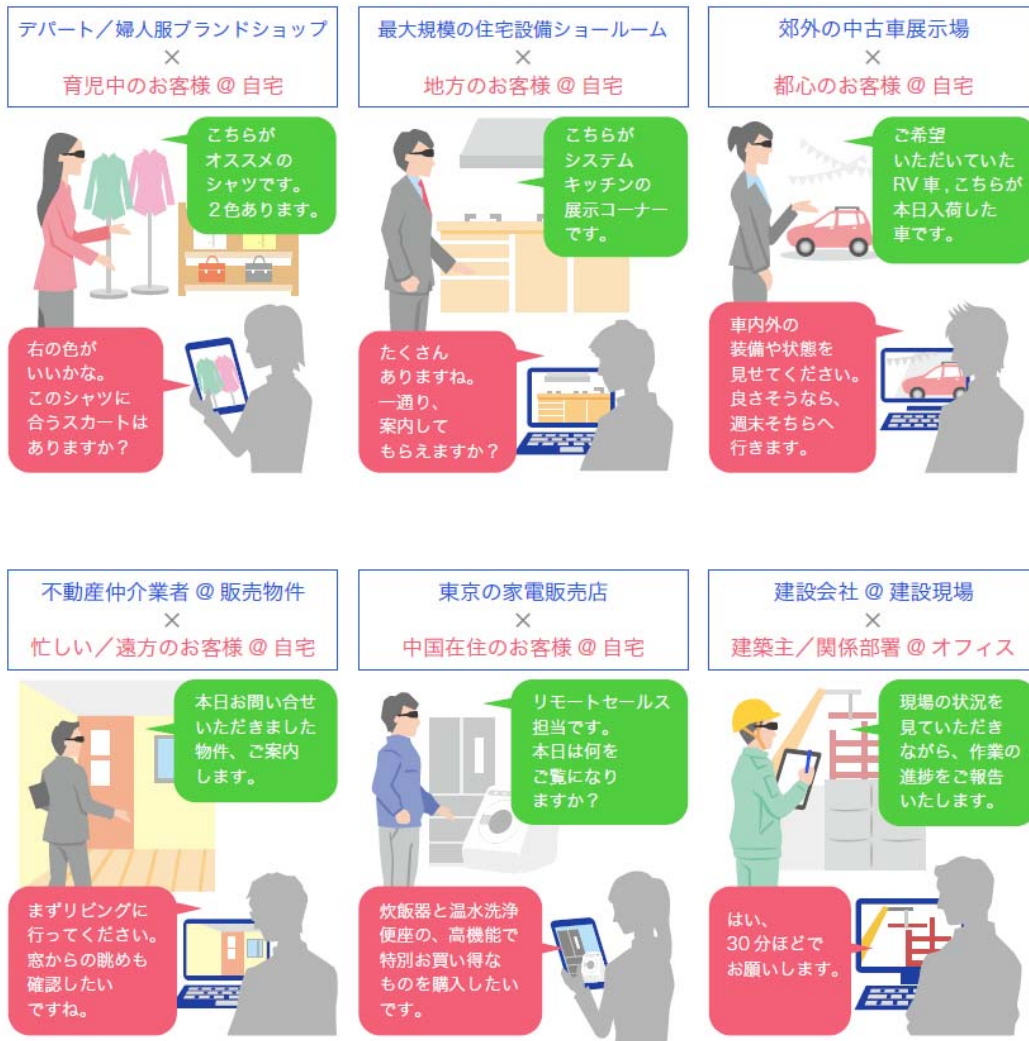 デパート／婦人服ブランドショップ
×
育児中のお客様 @ 自宅
こちらが
オススメの
シャツです。
２色あります。
右の色が
いいかな。
このシャツに
合うスカートは
ありますか？
最大規模の住宅設備ショールーム
×
地方のお客様 @ 自宅
こちらが
システム
キッチンの
展示コーナー
です。
たくさん
ありますね。
一通り、
案内して
もらえますか？
郊外の中古車展示場
×
都心のお客様 @ 自宅
ご希望
いただいていた
RV 車 , こちらが
本日入荷した
車です。
車内外の
装備や状態を
見せてください。
良さそうなら、
週末そちらへ
行きます。
不動産仲介業者 @ 販売物件
×
忙しい／遠方のお客様 @ 自宅
本日お問い合せ
いただきました
物件、ご案内
します。
まずリビングに
行ってください。
窓からの眺めも
確認したい
ですね。
東京の家電販売店
×
中国在住のお客様 @ 自宅
リモートセールス
担当です。
本日は何を
ご覧になり
ますか？
炊飯器と温水洗浄
便座の、高機能で
特別お買い得な
ものを購入したい
です。
建設会社 @ 建設現場
×
建築主／関係部署 @ オフィス
現場の状況を
見ていただき
ながら、作業の
進捗をご報告
いたします。
はい、
30 分ほどで
お願いします。